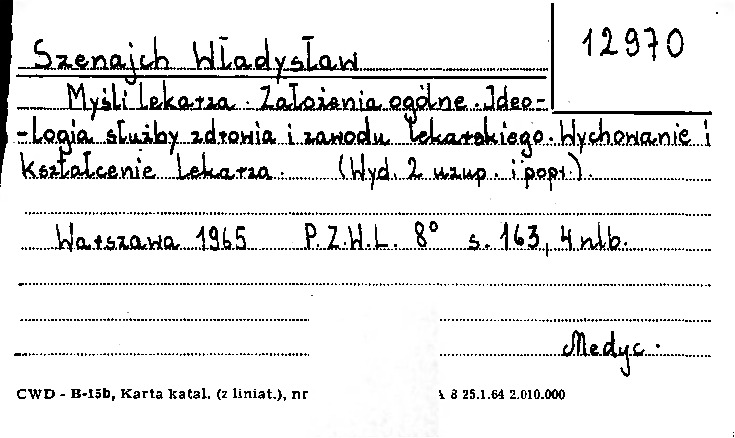 Szenajch Władysław
12970
Myśli lekarza. Założenia ogólne. Ideo-
-logia służby zdrowia i zawodu lekarskiego. Wychowanie i
kształcenie lekarza. (Wyd. 2 uzup. i popr.).
Warszawa 1965 P.Z.W.L. 8° s. 163, 4 nlb.
Medyc.
CWD - B-15b, Karta katal. (z liniat.), nr 8 25.1.64 2.010.000